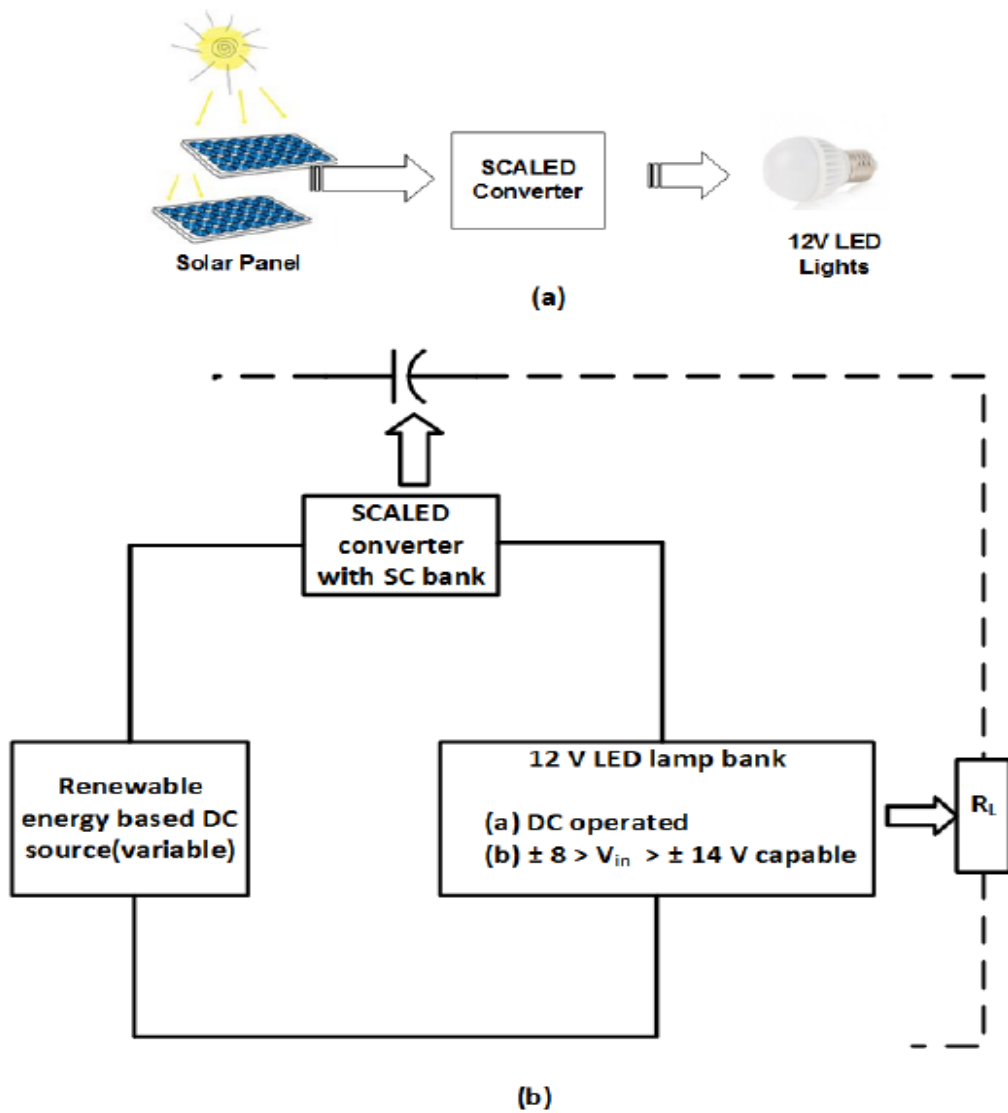 SCALED
Converter
Solar Panel
12V LED
Lights
(a)
SCALED
converter
with SC bank
Renewable
energy based DC
source(variable)
12 V LED lamp bank
(a) DC operated
(b) ± 8 > Vin > ± 14 V capable
RL
(b)